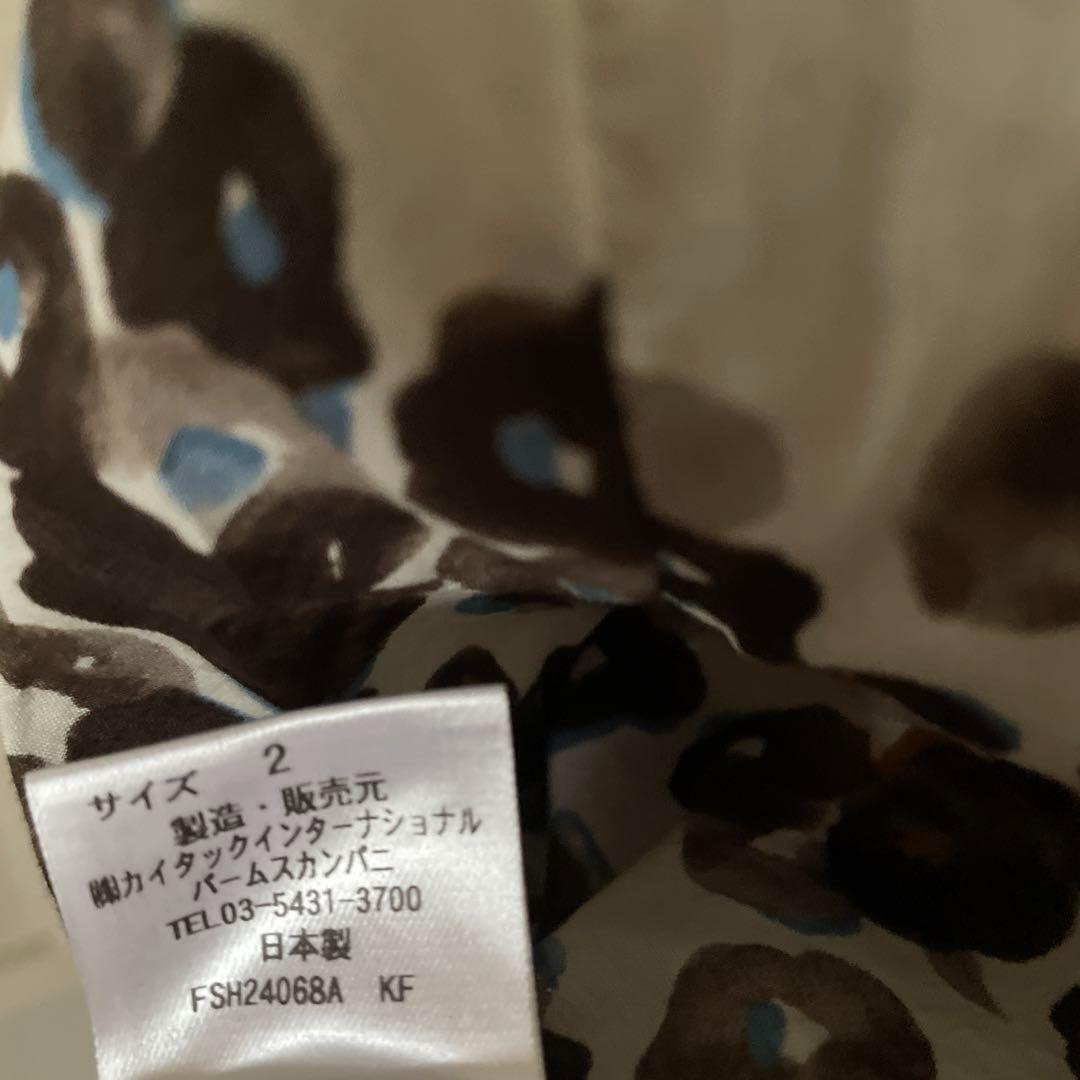 サイズ 2
製造・販売元
㈱カイタックインターナショナル
パームスカンパニ
TEL03-5431-3700
日本製
FSH24068A KF